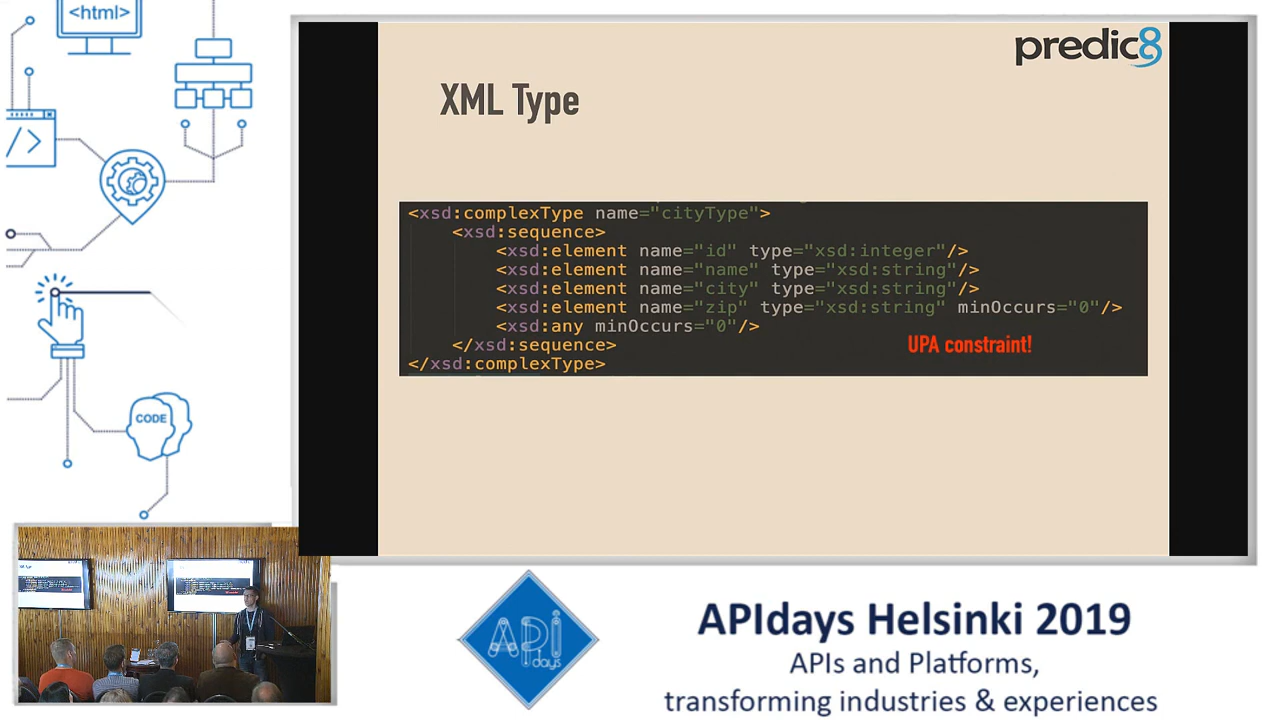 <html>
predic8
XML Type
</>
<xsd:complexType name="cityType">
<xsd:sequence>
<xsd:element name="id" type="xsd:integer"/>
<xsd:element name="name" type="xsd:string"/>
<xsd:element name="city" type="xsd:string"/>
<xsd:element name="zip" type="xsd:string" minOccurs="0"/>
<xsd:any minOccurs="0"/>
</xsd:sequence>
UPA constraint!
</xsd:complexType>
CODE
API
days
APIdays Helsinki 2019
APIs and Platforms,
transforming industries & experiences